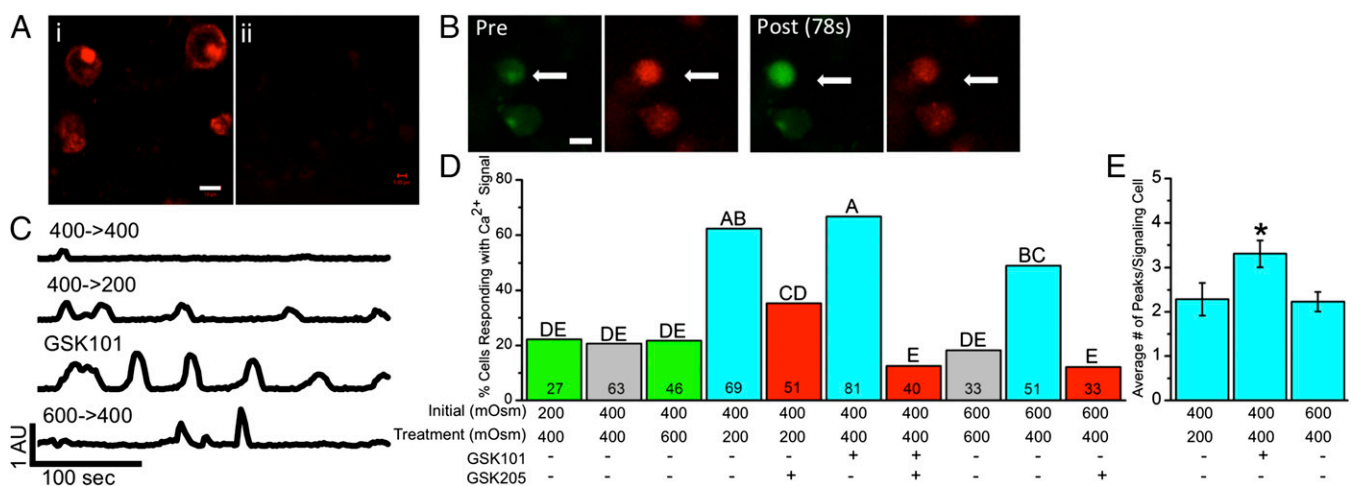 A
i
ii
B
Pre
Post (78s)
C
400->400
400->200
GSK101
600->400
1 AU
100 sec
D
% Cells Responding with Ca2+ Signal
80
60
40
20
0
DE DE DE AB CD A E DE BC E
27 63 46 69 51 81 40 33 51 33
Initial (mOsm) 200 400 400 400 400 400 400 600 600 600
Treatment (mOsm) 400 400 600 200 200 400 400 600 400 400
GSK101 - - - - - + + - - -
GSK205 - - - - + - + - - +
E
Average # of Peaks/Signaling Cell
5
4
3
2
1
0
*
400 400 600
200 400 400
- + -
- - -